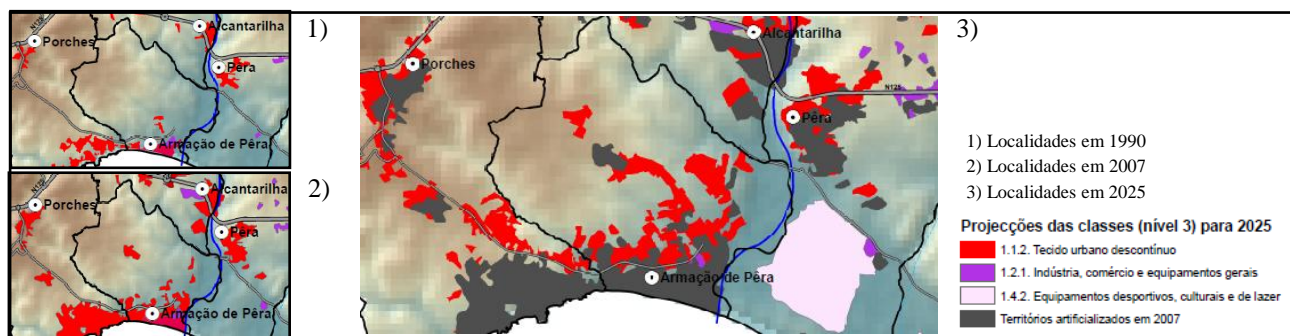 N125
Alcantarilha
Porches
Pêra
Armação de Pêra
1)
N125
Alcantarilha
Porches
Pêra
Armação de Pêra
2)
Alcantarilha
Porches
N125
Pêra
Armação de Pêra
3)
1) Localidades em 1990
2) Localidades em 2007
3) Localidades em 2025
Projecções das classes (nível 3) para 2025
1.1.2. Tecido urbano descontínuo
1.2.1. Indústria, comércio e equipamentos gerais
1.4.2. Equipamentos desportivos, culturais e de lazer
Territórios artificializados em 2007